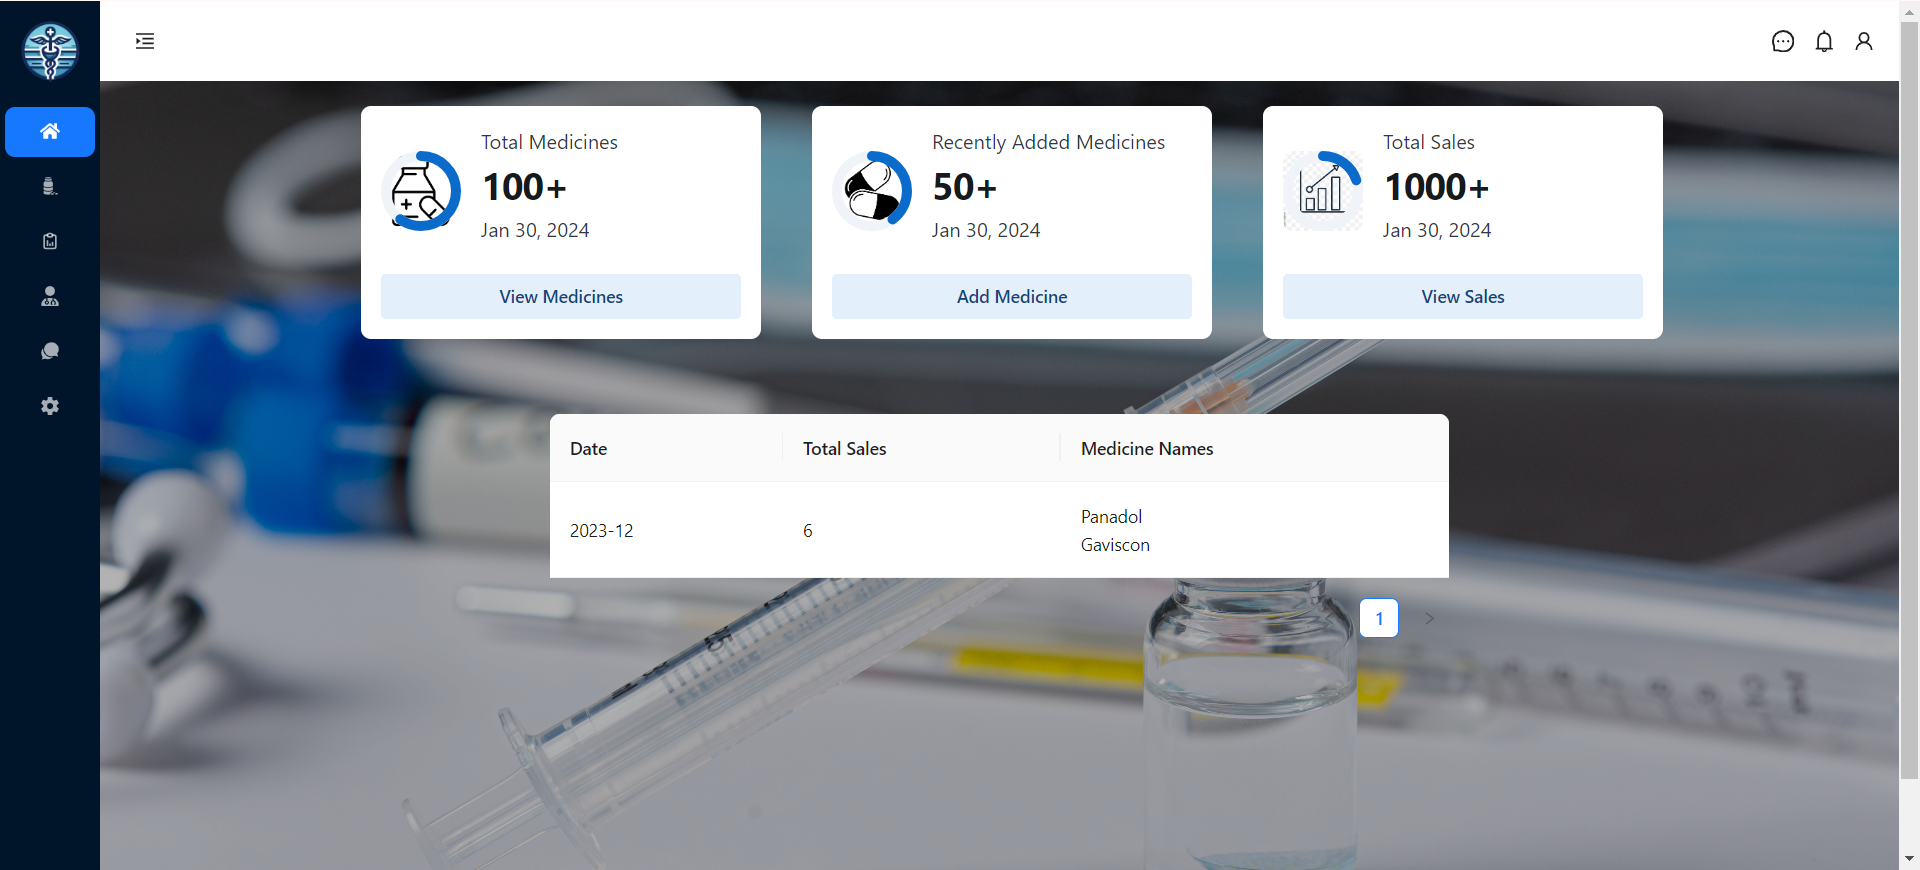 Total Medicines
100+
Jan 30, 2024
View Medicines
Recently Added Medicines
50+
Jan 30, 2024
Add Medicine
Total Sales
1000+
Jan 30, 2024
View Sales
Date Total Sales Medicine Names
2023-12 6 Panadol
Gaviscon
1